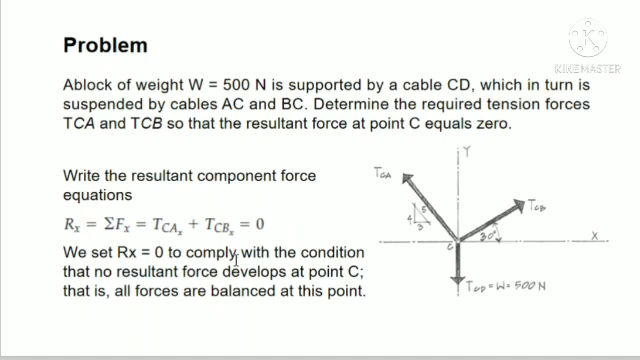 Problem
KINEMASTER
Ablock of weight W = 500 N is supported by a cable CD, which in turn is
suspended by cables AC and BC. Determine the required tension forces
TCA and TCB so that the resultant force at point C equals zero.
Write the resultant component force
equations
Rₓ = ΣFₓ = T_CAₓ + T_CBₓ = 0
We set Rx = 0 to comply with the condition
that no resultant force develops at point C;
that is, all forces are balanced at this point.
Y
TCA
5
4
3
TCB
30°
X
C
TCD = W = 500 N